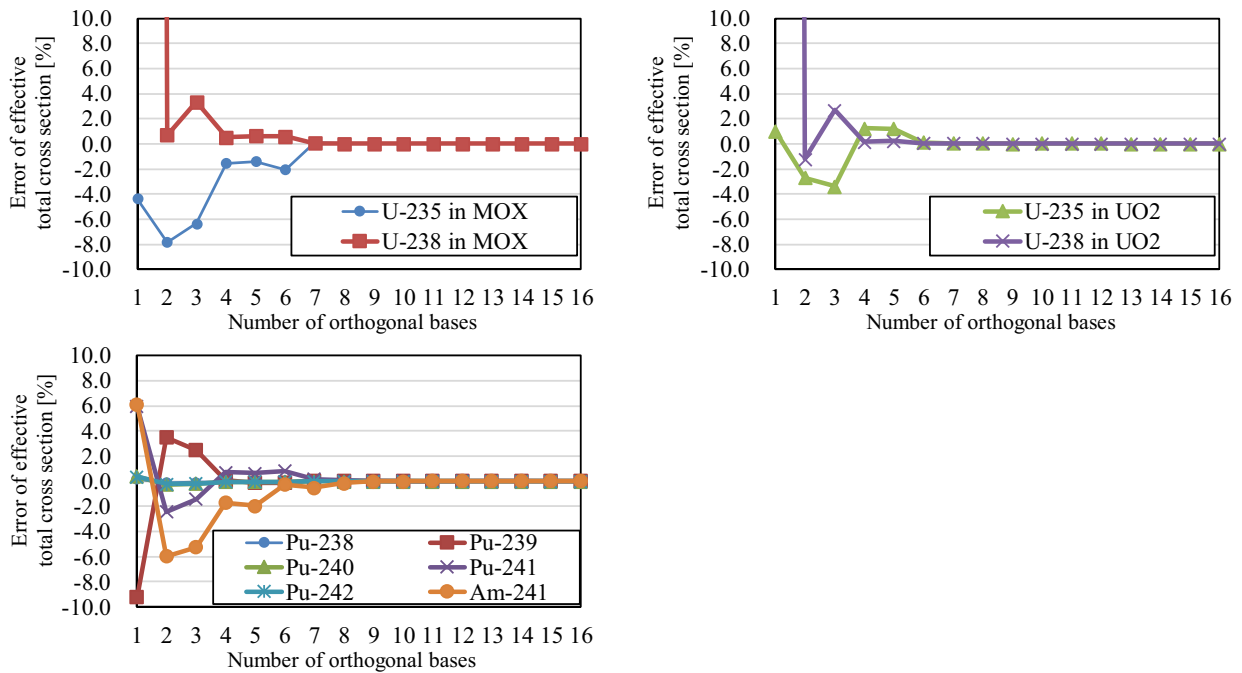 Error of effective
total cross section [%]
10.0
8.0
6.0
4.0
2.0
0.0
-2.0
-4.0
-6.0
-8.0
-10.0
U-235 in MOX
U-238 in MOX
1 2 3 4 5 6 7 8 9 10 11 12 13 14 15 16
Number of orthogonal bases
Error of effective
total cross section [%]
10.0
8.0
6.0
4.0
2.0
0.0
-2.0
-4.0
-6.0
-8.0
-10.0
U-235 in UO2
U-238 in UO2
1 2 3 4 5 6 7 8 9 10 11 12 13 14 15 16
Number of orthogonal bases
Error of effective
total cross section [%]
10.0
8.0
6.0
4.0
2.0
0.0
-2.0
-4.0
-6.0
-8.0
-10.0
Pu-238 Pu-239
Pu-240 Pu-241
Pu-242 Am-241
1 2 3 4 5 6 7 8 9 10 11 12 13 14 15 16
Number of orthogonal bases